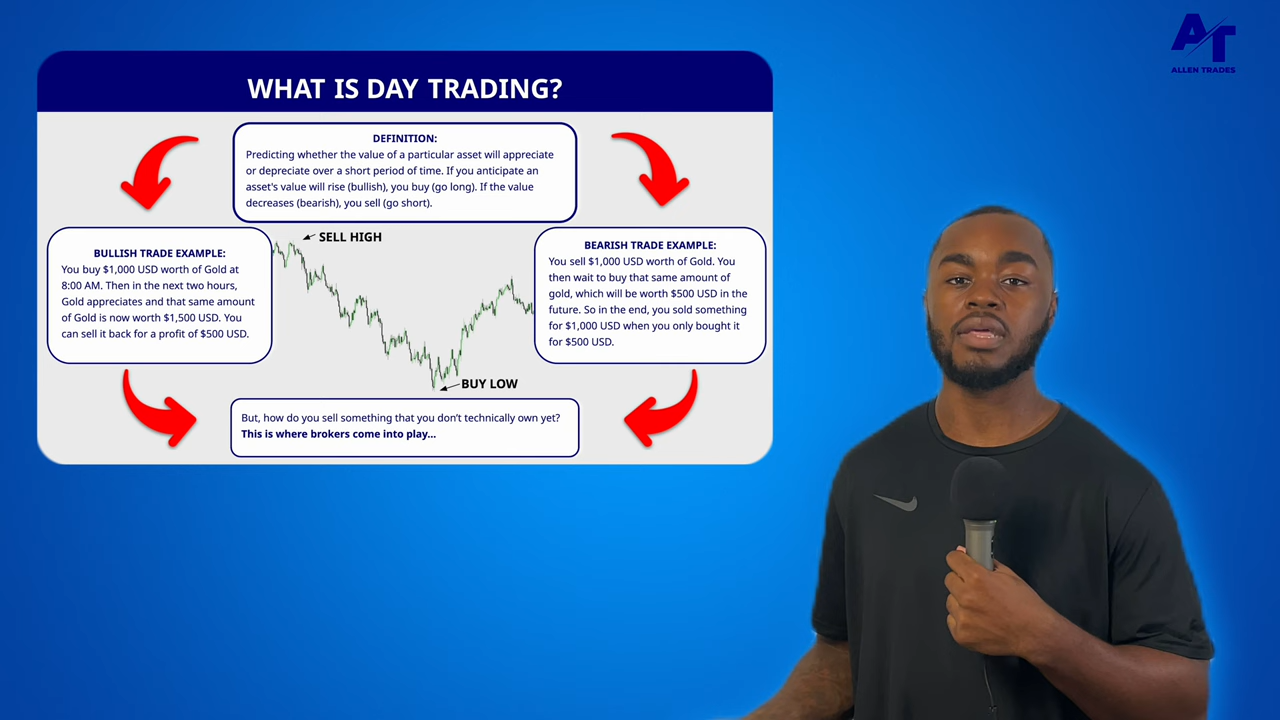 AT
ALLEN TRADES
WHAT IS DAY TRADING?
DEFINITION:
Predicting whether the value of a particular asset will appreciate
or depreciate over a short period of time. If you anticipate an
asset's value will rise (bullish), you buy (go long). If the value
decreases (bearish), you sell (go short).
SELL HIGH
BULLISH TRADE EXAMPLE:
You buy $1,000 USD worth of Gold at
8:00 AM. Then in the next two hours,
Gold appreciates and that same amount
of Gold is now worth $1,500 USD. You
can sell it back for a profit of $500 USD.
BEARISH TRADE EXAMPLE:
You sell $1,000 USD worth of Gold. You
then wait to buy that same amount of
gold, which will be worth $500 USD in the
future. So in the end, you sold something
for $1,000 USD when you only bought it
for $500 USD.
BUY LOW
But, how do you sell something that you don't technically own yet?
This is where brokers come into play...